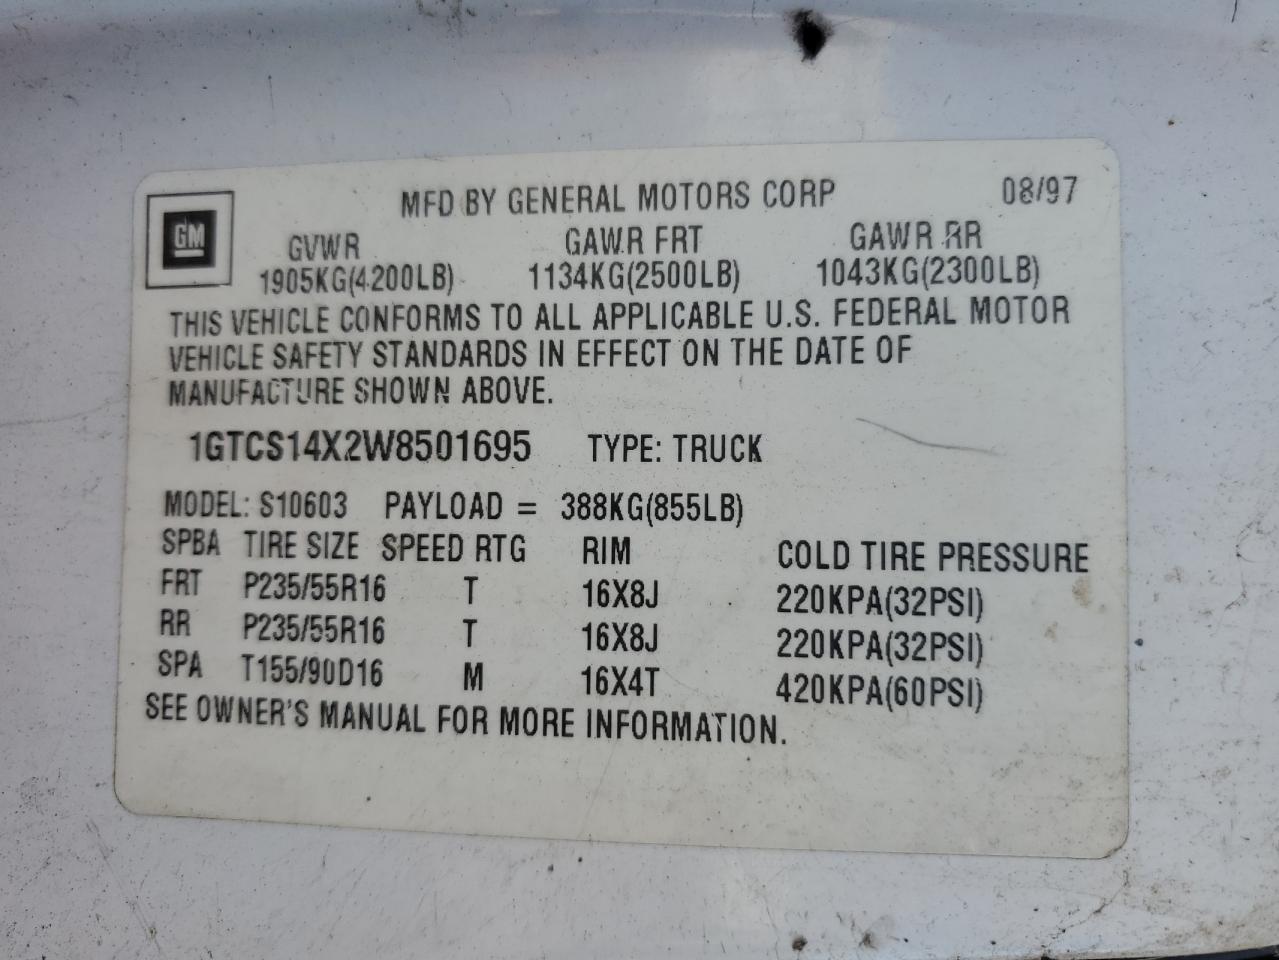 MFD BY GENERAL MOTORS CORP 08/97
GM
GVWR GAWR FRT GAWR RR
1905KG(4200LB) 1134KG(2500LB) 1043KG(2300LB)
THIS VEHICLE CONFORMS TO ALL APPLICABLE U.S. FEDERAL MOTOR
VEHICLE SAFETY STANDARDS IN EFFECT ON THE DATE OF
MANUFACTURE SHOWN ABOVE.
1GTCS14X2W8501695 TYPE: TRUCK
MODEL: S10603 PAYLOAD = 388KG(855LB)
SPBA TIRE SIZE SPEED RTG RIM COLD TIRE PRESSURE
FRT P235/55R16 T 16X8J 220KPA(32PSI)
RR P235/55R16 T 16X8J 220KPA(32PSI)
SPA T155/90D16 M 16X4T 420KPA(60PSI)
SEE OWNER'S MANUAL FOR MORE INFORMATION.